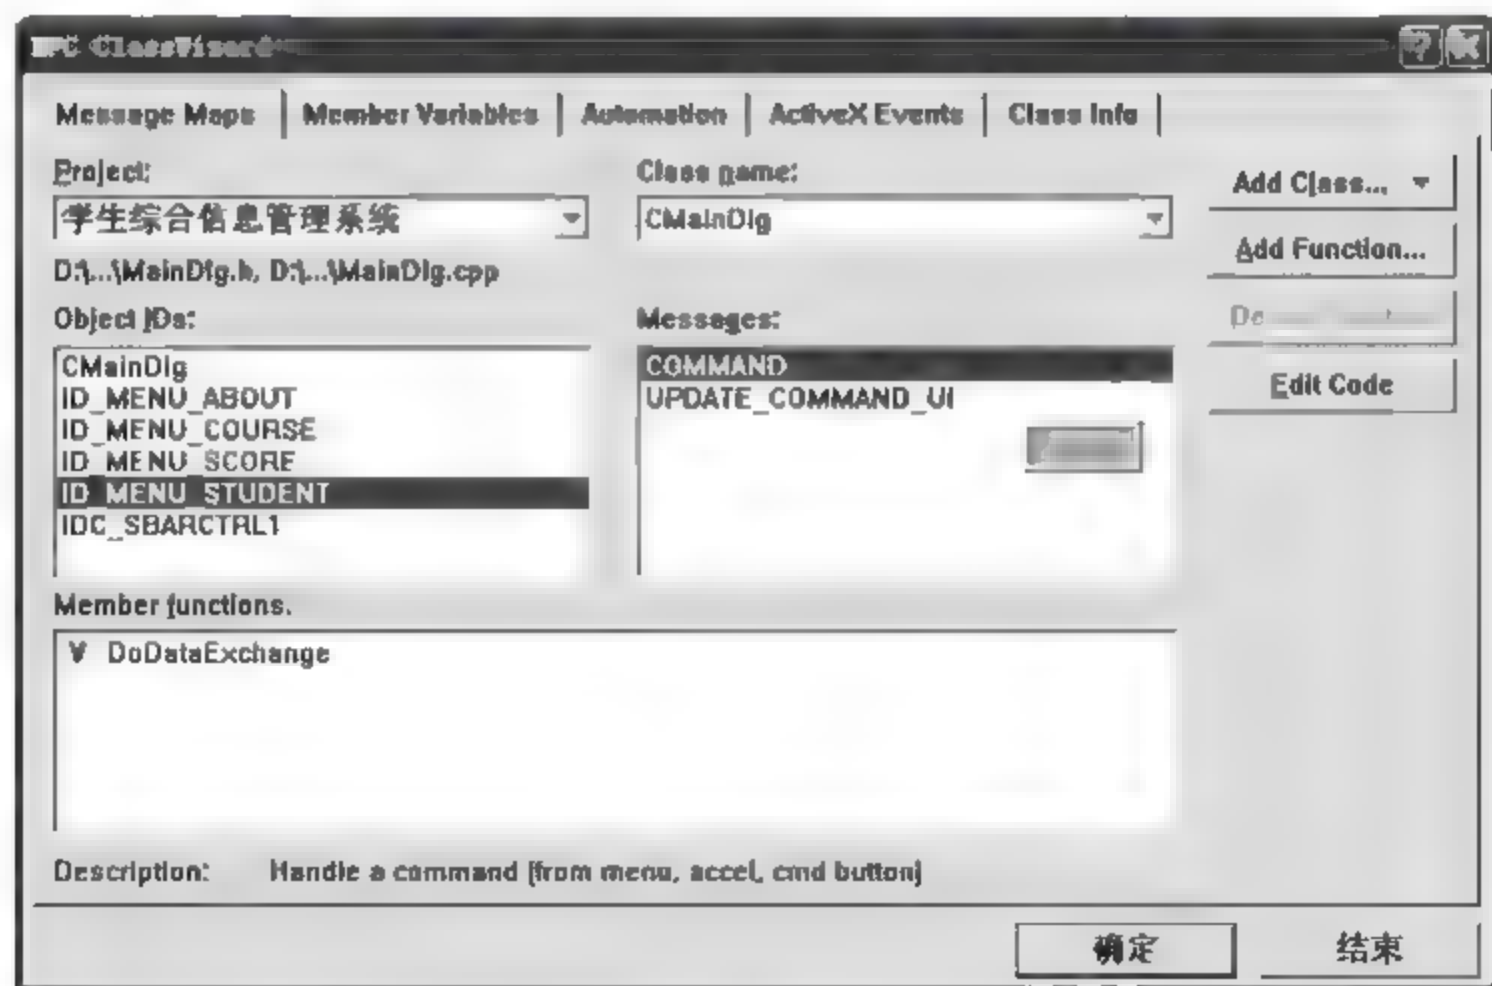 MFC ClassWizard
Message Maps
Member Variables
Automation
ActiveX Events
Class Info
Project:
Class name:
Add Class...
学生综合信息管理系统
CMainDlg
Add Function...
D:\...\MainDlg.h, D:\...\MainDlg.cpp
Object IDs:
Messages:
CMainDlg
ID_MENU_ABOUT
ID_MENU_COURSE
ID_MENU_SCORE
ID_MENU_STUDENT
IDC_SBARCTRL1
COMMAND
UPDATE_COMMAND_UI
Edit Code
Member functions.
V DoDataExchange
Description: Handle a command (from menu, accel, cmd button)
确定
结束